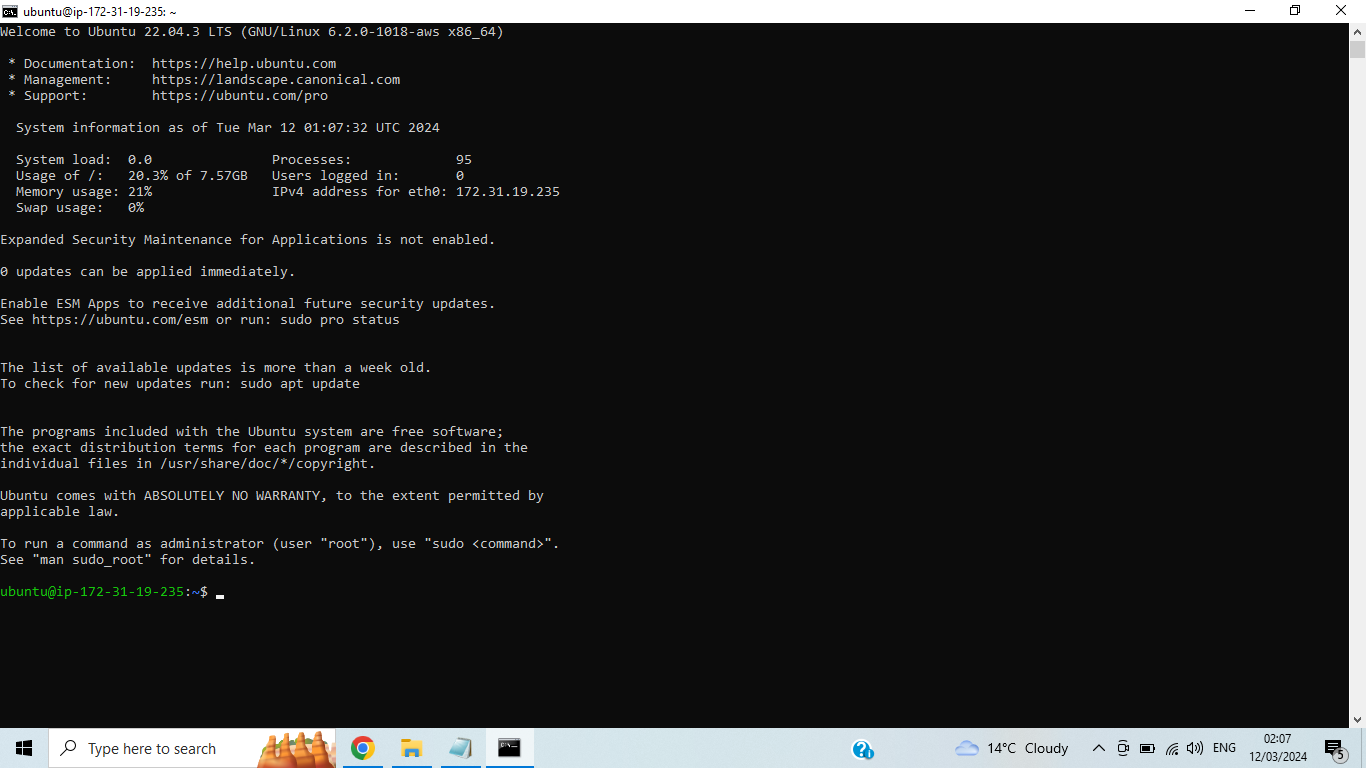 ubuntu@ip-172-31-19-235: ~
Welcome to Ubuntu 22.04.3 LTS (GNU/Linux 6.2.0-1018-aws x86_64)
* Documentation:  https://help.ubuntu.com
* Management:     https://landscape.canonical.com
* Support:        https://ubuntu.com/pro
System information as of Tue Mar 12 01:07:32 UTC 2024
System load:  0.0               Processes:             95
Usage of /:   20.3% of 7.57GB   Users logged in:       0
Memory usage: 21%               IPv4 address for eth0: 172.31.19.235
Swap usage:   0%
Expanded Security Maintenance for Applications is not enabled.
0 updates can be applied immediately.
Enable ESM Apps to receive additional future security updates.
See https://ubuntu.com/esm or run: sudo pro status
The list of available updates is more than a week old.
To check for new updates run: sudo apt update
The programs included with the Ubuntu system are free software;
the exact distribution terms for each program are described in the
individual files in /usr/share/doc/*/copyright.
Ubuntu comes with ABSOLUTELY NO WARRANTY, to the extent permitted by
applicable law.
To run a command as administrator (user "root"), use "sudo <command>".
See "man sudo_root" for details.
ubuntu@ip-172-31-19-235:~$
Type here to search
14°C Cloudy
ENG
02:07
12/03/2024
5